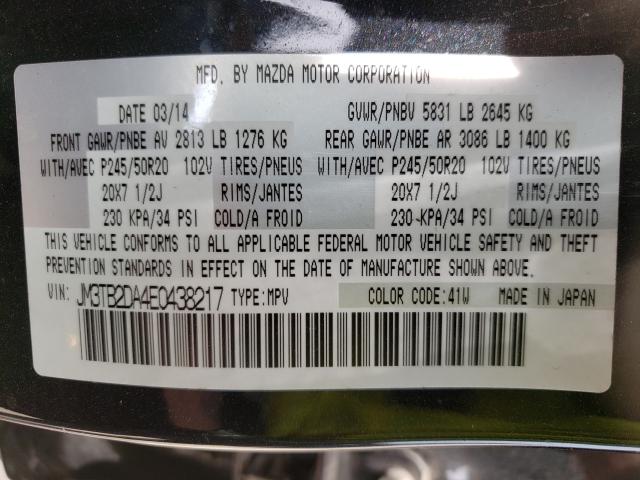 MFD. BY MAZDA MOTOR CORPORATION
DATE 03/14 GVWR/PNBV 5831 LB 2645 KG
FRONT GAWR/PNBE AV 2813 LB 1276 KG REAR GAWR/PNBE AR 3086 LB 1400 KG
WITH/AVEC P245/50R20 102V TIRES/PNEUS WITH/AVEC P245/50R20 102V TIRES/PNEUS
20X7 1/2J RIMS/JANTES 20X7 1/2J RIMS/JANTES
230 KPA/34 PSI COLD/A FROID 230 KPA/34 PSI COLD/A FROID
THIS VEHICLE CONFORMS TO ALL APPLICABLE FEDERAL MOTOR VEHICLE SAFETY AND THEFT
PREVENTION STANDARDS IN EFFECT ON THE DATE OF MANUFACTURE SHOWN ABOVE.
VIN: JM3TB2DA4E0438217 TYPE:MPV COLOR CODE:41W MADE IN JAPAN